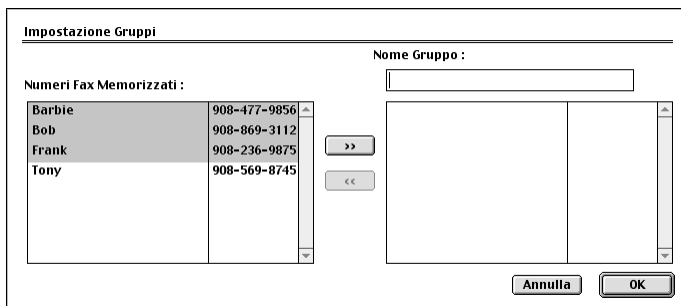 Impostazione Gruppi
Nome Gruppo :
Numeri Fax Memorizzati :
Barbie 908-477-9856
Bob 908-869-3112
Frank 908-236-9875
Tony 908-569-8745
>>
<<
Annulla OK